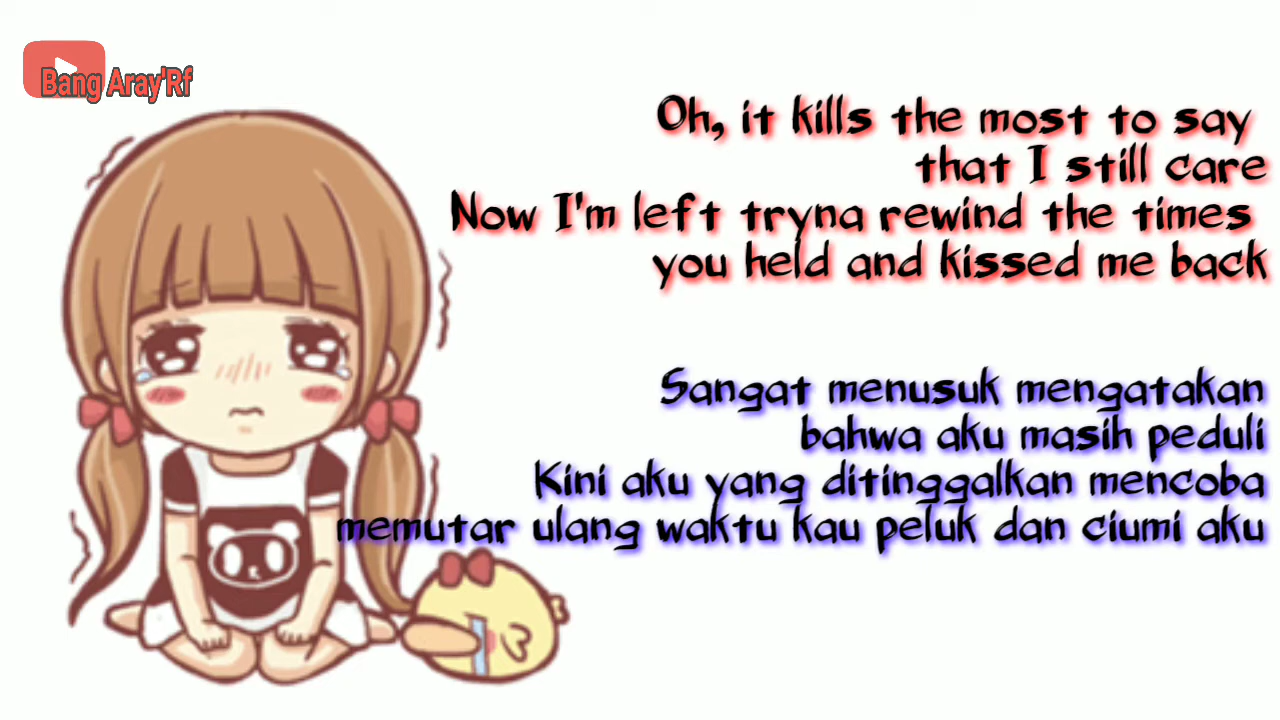 Bang Aray'Rf
Oh, it kills the most to say
that I still care
Now I'm left tryna rewind the times
you held and kissed me back
Sangat menusuk mengatakan
bahwa aku masih peduli
Kini aku yang ditinggalkan mencoba
memutar ulang waktu kau peluk dan ciumi aku